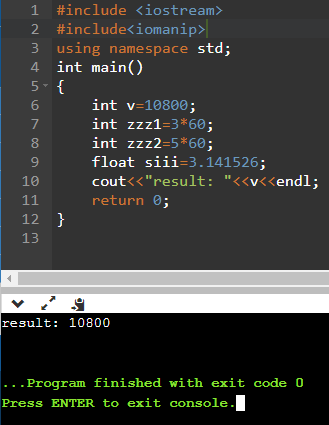 1 #include <iostream>
2 #include<iomanip>
3 using namespace std;
4 int main()
5 {
6 int v=10800;
7 int zzz1=3*60;
8 int zzz2=5*60;
9 float siii=3.141526;
10 cout<<"result: "<<v<<endl;
11 return 0;
12 }
13
result: 10800
...Program finished with exit code 0
Press ENTER to exit console.